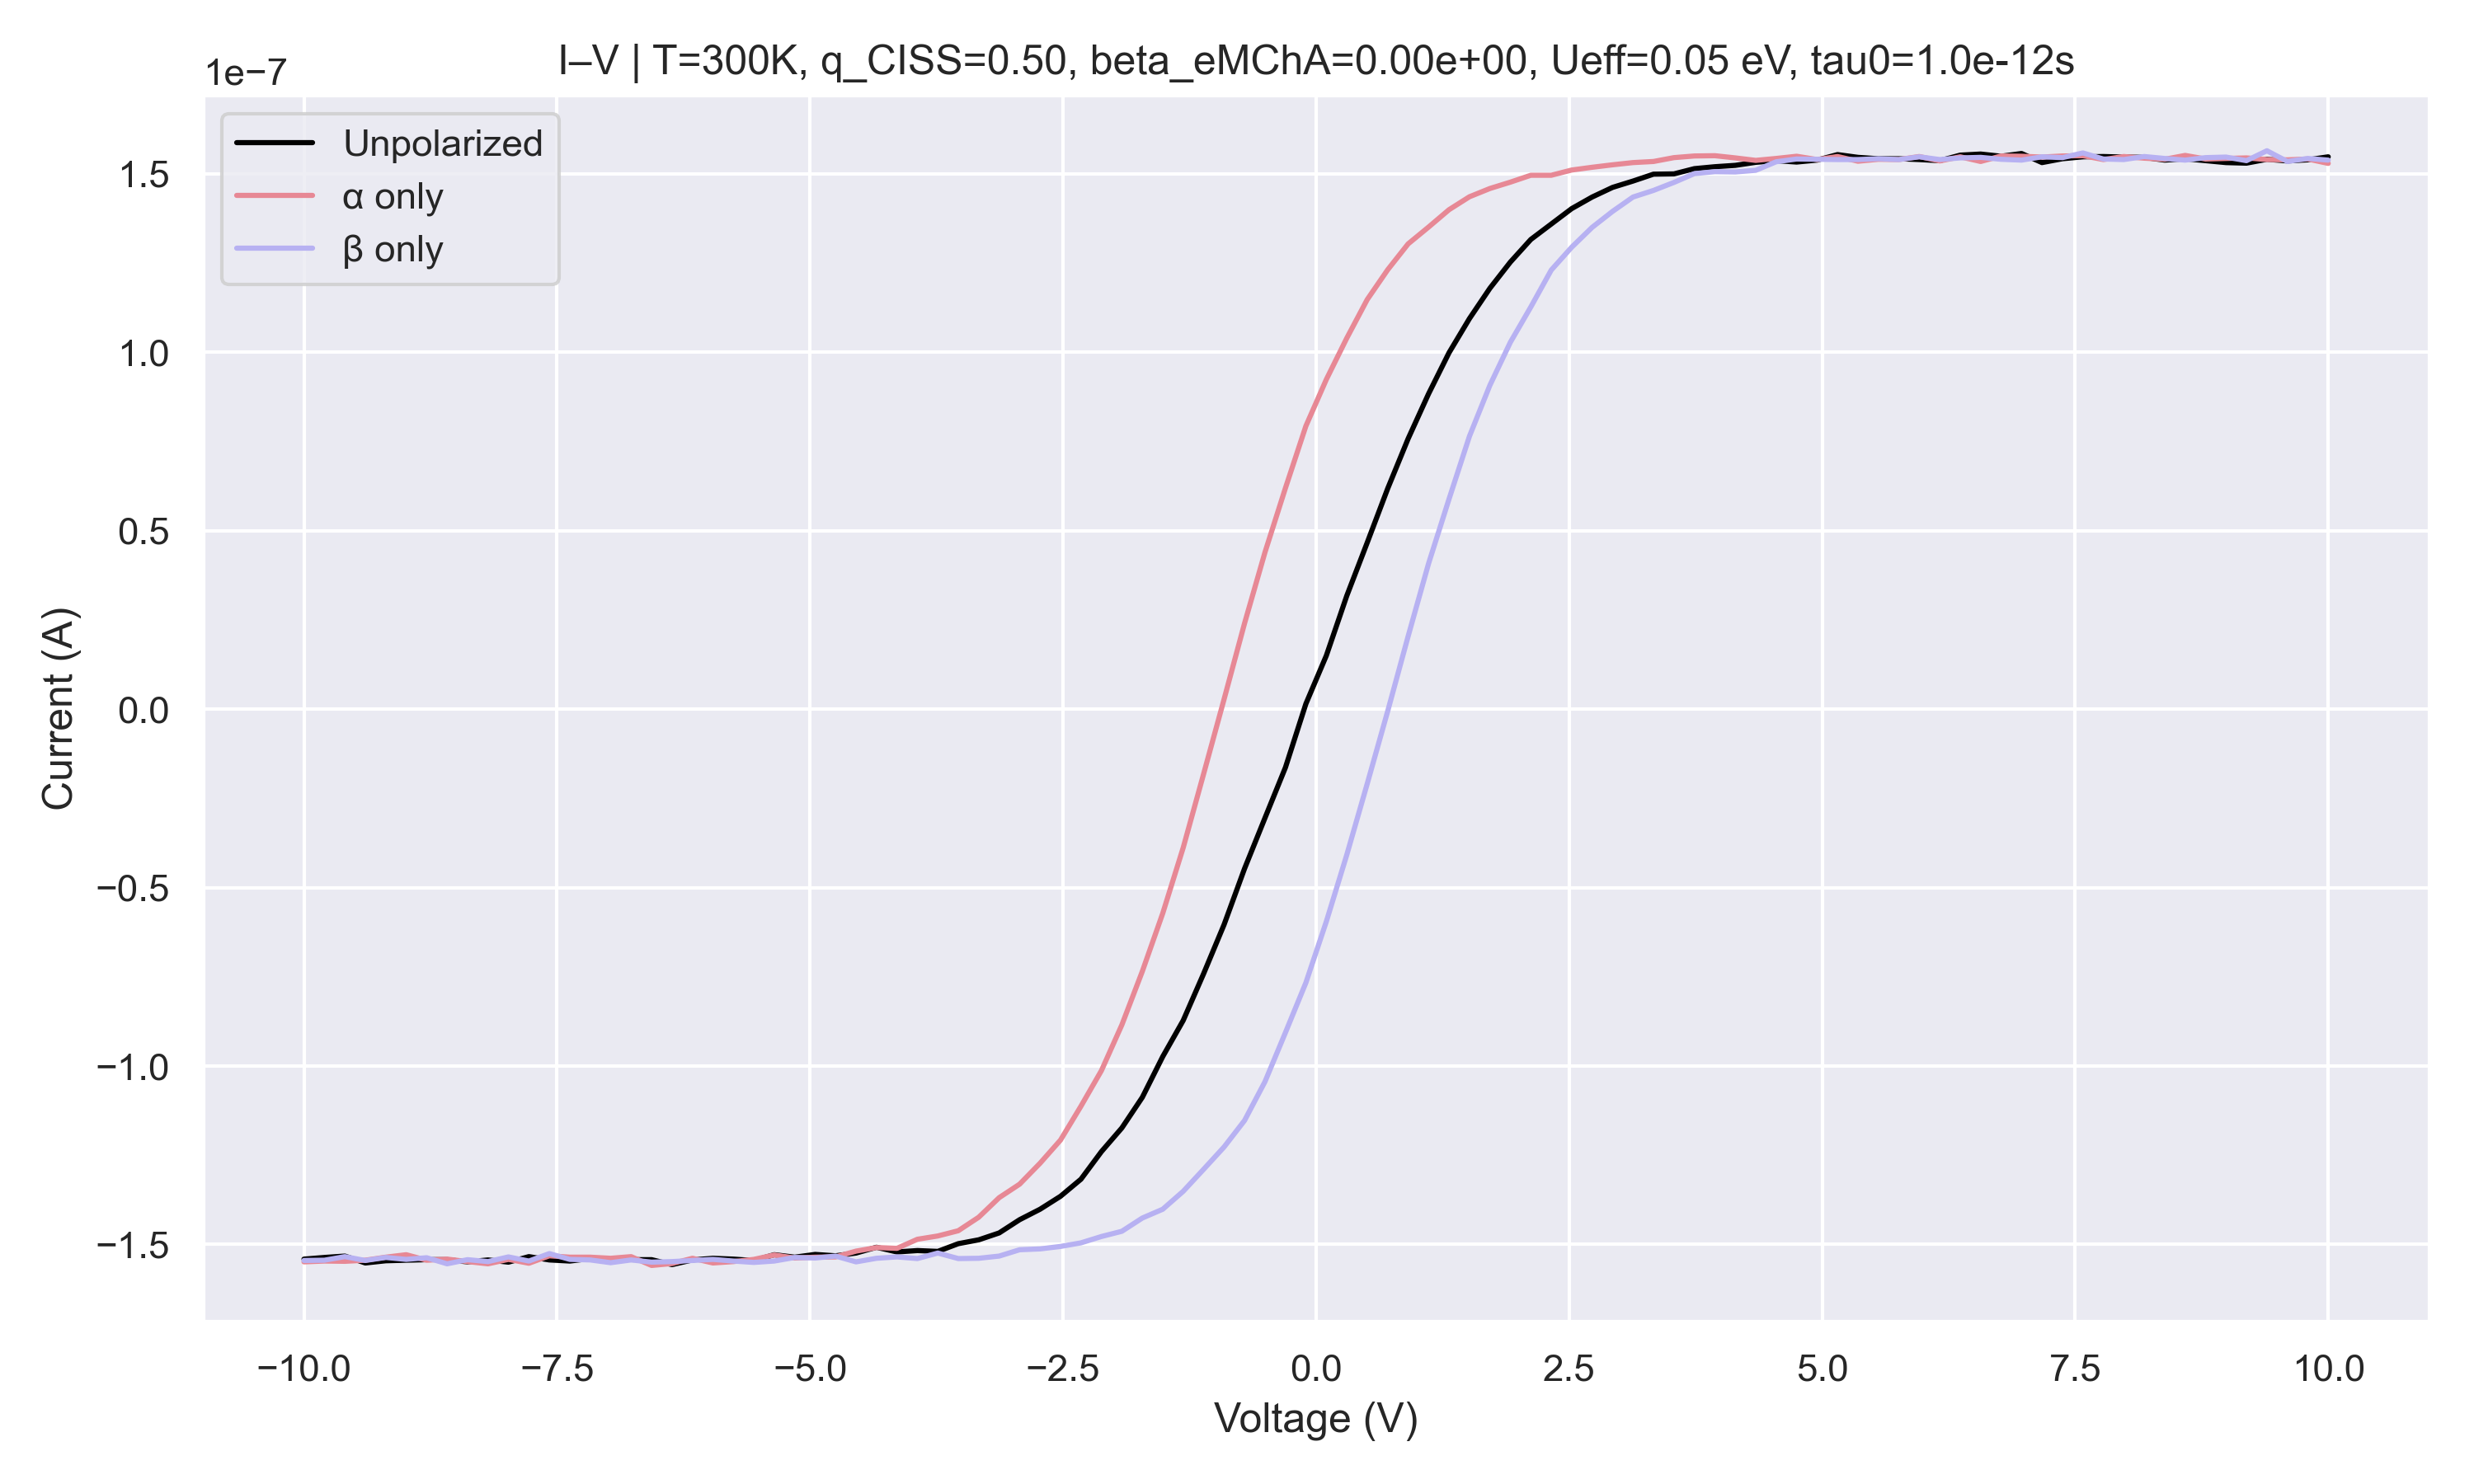 I–V | T=300K, q_CISS=0.50, beta_eMChA=0.00e+00, Ueff=0.05 eV, tau0=1.0e-12s
1e−7
Unpolarized
α only
β only
1.5
1.0
0.5
0.0
−0.5
−1.0
−1.5
Current (A)
−10.0 −7.5 −5.0 −2.5 0.0 2.5 5.0 7.5 10.0
Voltage (V)